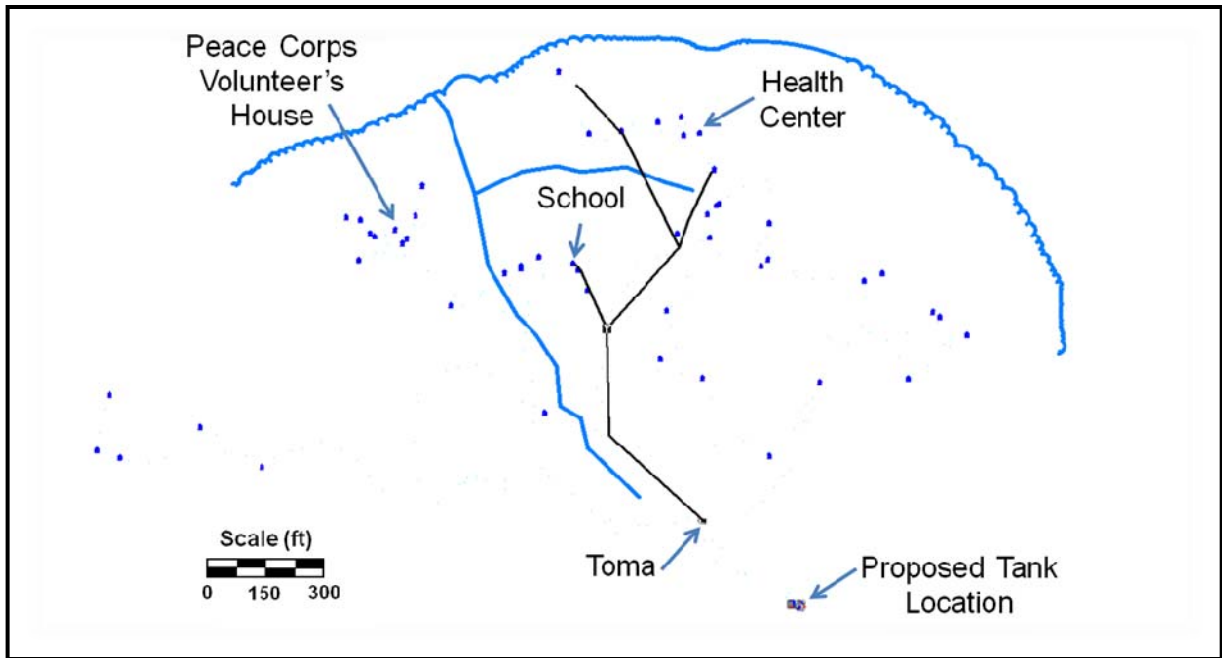 Peace Corps
Volunteer's
House
Health
Center
School
Scale (ft)
0 150 300
Toma
Proposed Tank
Location